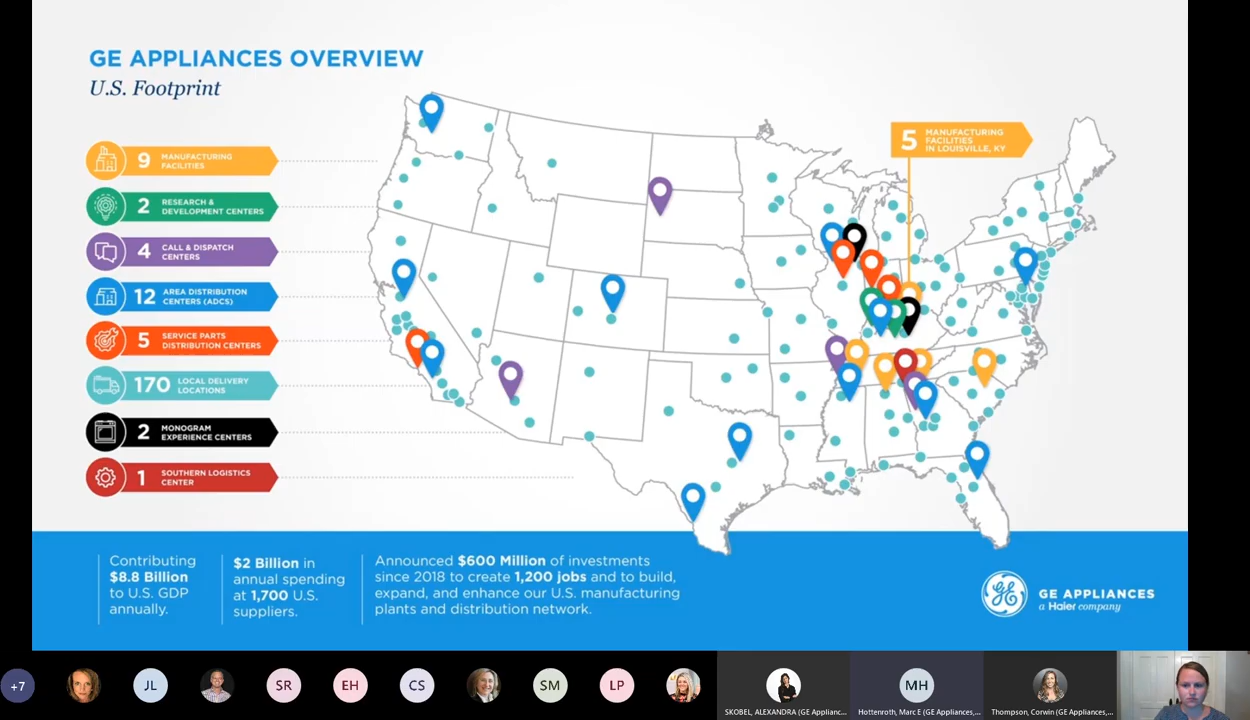 GE APPLIANCES OVERVIEW
U.S. Footprint
9 MANUFACTURING
FACILITIES
2 RESEARCH &
DEVELOPMENT CENTERS
4 CALL & DISPATCH
CENTERS
12 AREA DISTRIBUTION
CENTERS (ADCS)
5 SERVICE PARTS
DISTRIBUTION CENTERS
170 LOCAL DELIVERY
LOCATIONS
2 MONOGRAM
EXPERIENCE CENTERS
1 SOUTHERN LOGISTICS
CENTER
5 MANUFACTURING
FACILITIES
IN LOUISVILLE, KY
Contributing
$8.8 Billion
to U.S. GDP
annually.
$2 Billion in
annual spending
at 1,700 U.S.
suppliers.
Announced $600 Million of investments
since 2018 to create 1,200 jobs and to build,
expand, and enhance our U.S. manufacturing
plants and distribution network.
GE APPLIANCES
a Haier company
+7
JL
SR
EH
CS
SM
LP
MH
SKOBEL, ALEXANDRA (GE Applianc...
Hottenroth, Marc E (GE Appliances,...
Thompson, Corwin (GE Appliances,...